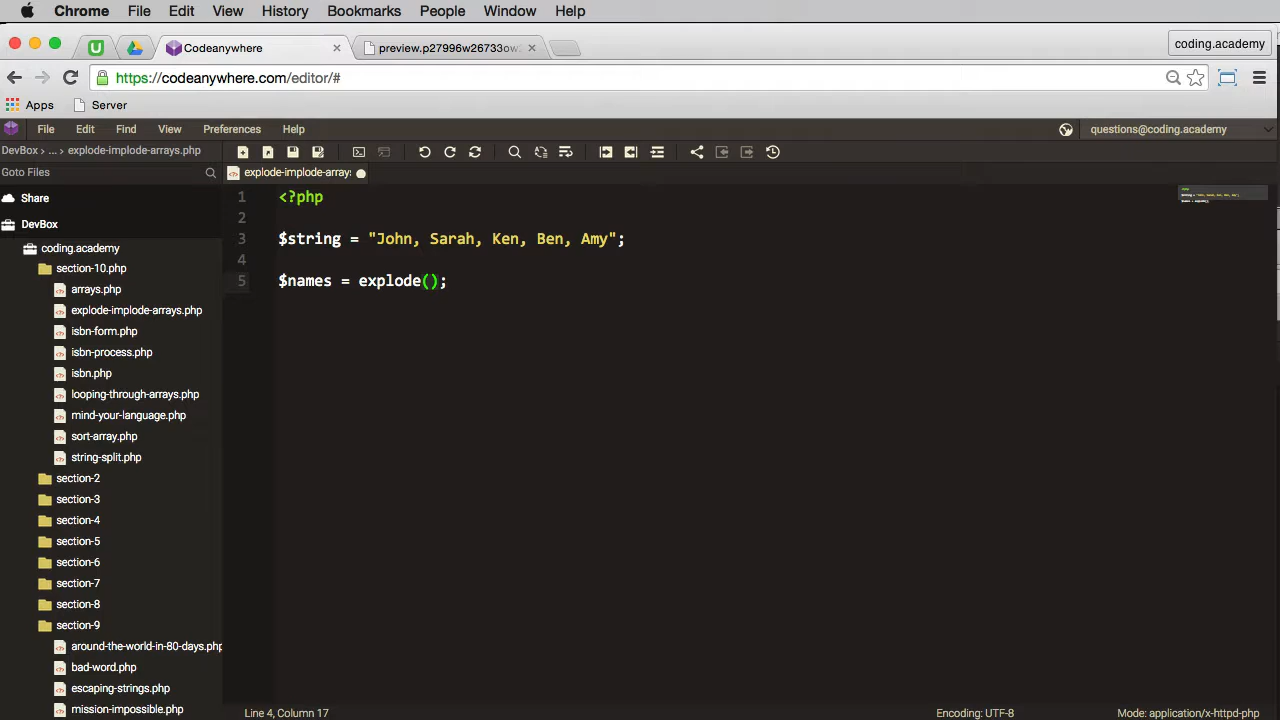 Chrome File Edit View History Bookmarks People Window Help
Codeanywhere
preview.p27996w26733ow
coding.academy
https://codeanywhere.com/editor/#
Apps Server
File Edit Find View Preferences Help
questions@coding.academy
DevBox > ... > explode-implode-arrays.php
Goto Files
explode-implode-array
Share
DevBox
coding.academy
section-10.php
arrays.php
explode-implode-arrays.php
isbn-form.php
isbn-process.php
isbn.php
looping-through-arrays.php
mind-your-language.php
sort-array.php
string-split.php
section-2
section-3
section-4
section-5
section-6
section-7
section-8
section-9
around-the-world-in-80-days.php
bad-word.php
escaping-strings.php
mission-impossible.php
1 <?php
2
3 $string = "John, Sarah, Ken, Ben, Amy";
4
5 $names = explode();
Line 4, Column 17
Encoding: UTF-8
Mode: application/x-httpd-php